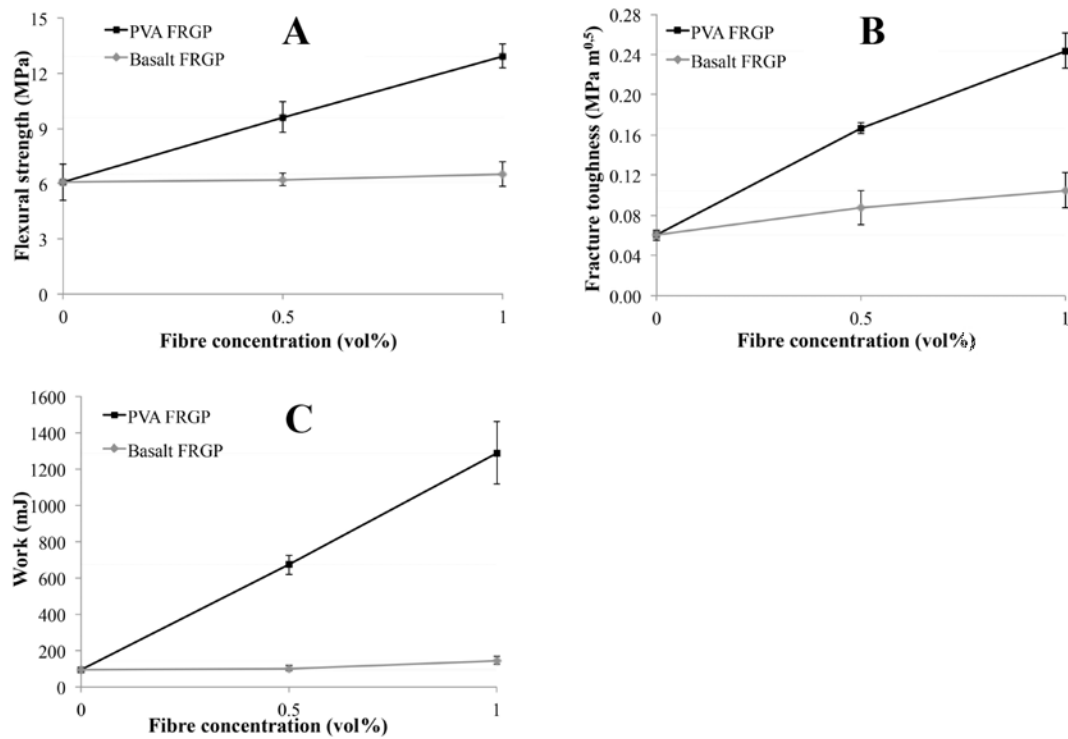 A
PVA FRGP
Basalt FRGP
Flexural strength (MPa)
15
12
9
6
3
0
0
0.5
1
Fibre concentration (vol%)
B
PVA FRGP
Basalt FRGP
Fracture toughness (MPa m^0,5)
0.28
0.24
0.20
0.16
0.12
0.08
0.04
0.00
0
0.5
1
Fibre concentration (vol%)
C
PVA FRGP
Basalt FRGP
Work (mJ)
1600
1400
1200
1000
800
600
400
200
0
0
0.5
1
Fibre concentration (vol%)